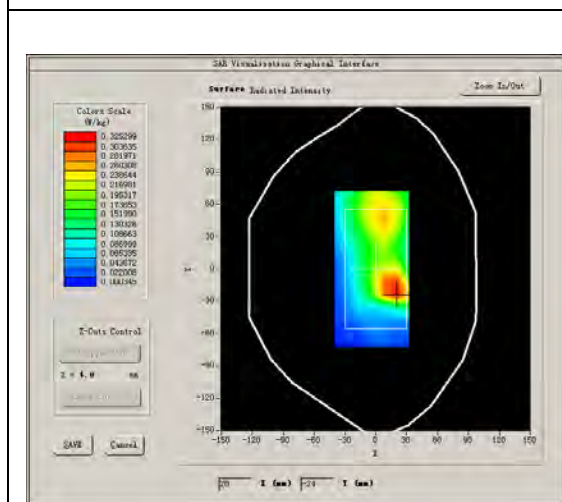 SAR Visualisation Graphical Interface
Surface Radiated Intensity
Zoom In/Out
Colors Scale
(W/kg)
0.325299
0.303635
0.281971
0.260308
0.238644
0.216981
0.195317
0.173653
0.151990
0.130326
0.108663
0.086999
0.065335
0.043672
0.022008
0.000345
150
120
90
60
30
0
-30
-60
-90
-120
-150
Y
-150 -120 -90 -60 -30 0 30 60 90 120 150
X
Z-Cuts Control
Z = 4.0 mm
SAVE Cancel
20 X (mm) -24 Y (mm)